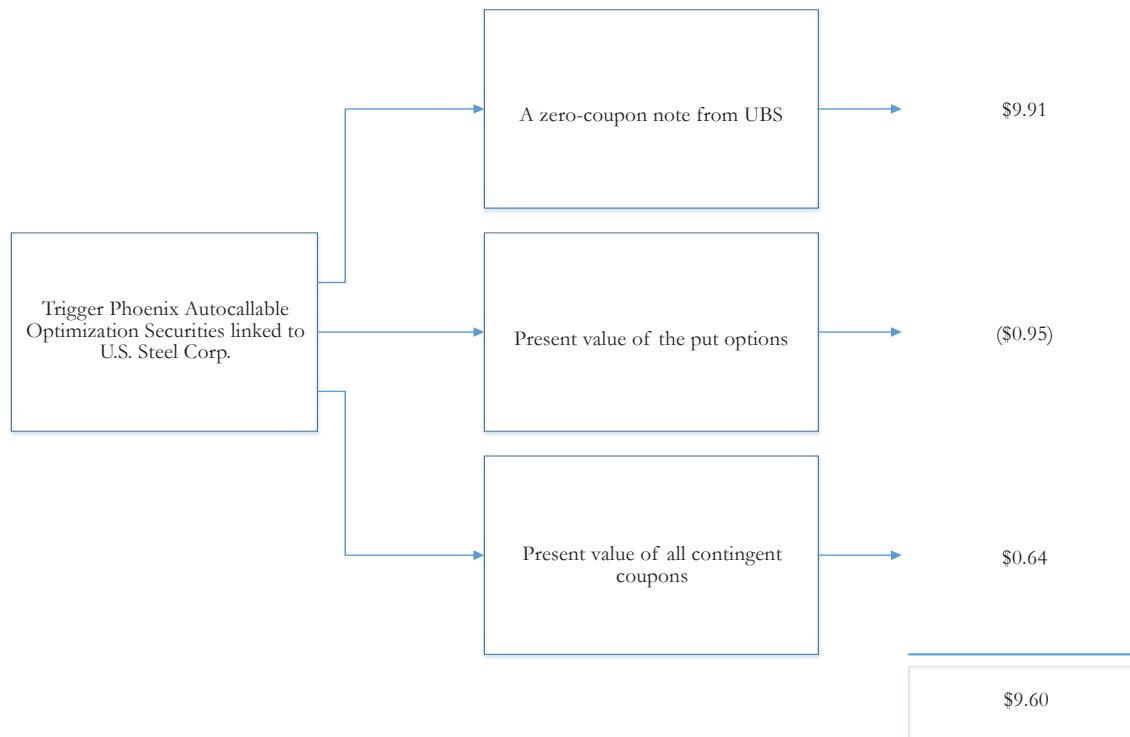 A zero-coupon note from UBS
$9.91
Trigger Phoenix Autocallable
Optimization Securities linked to
U.S. Steel Corp.
Present value of the put options
($0.95)
Present value of all contingent
coupons
$0.64
$9.60